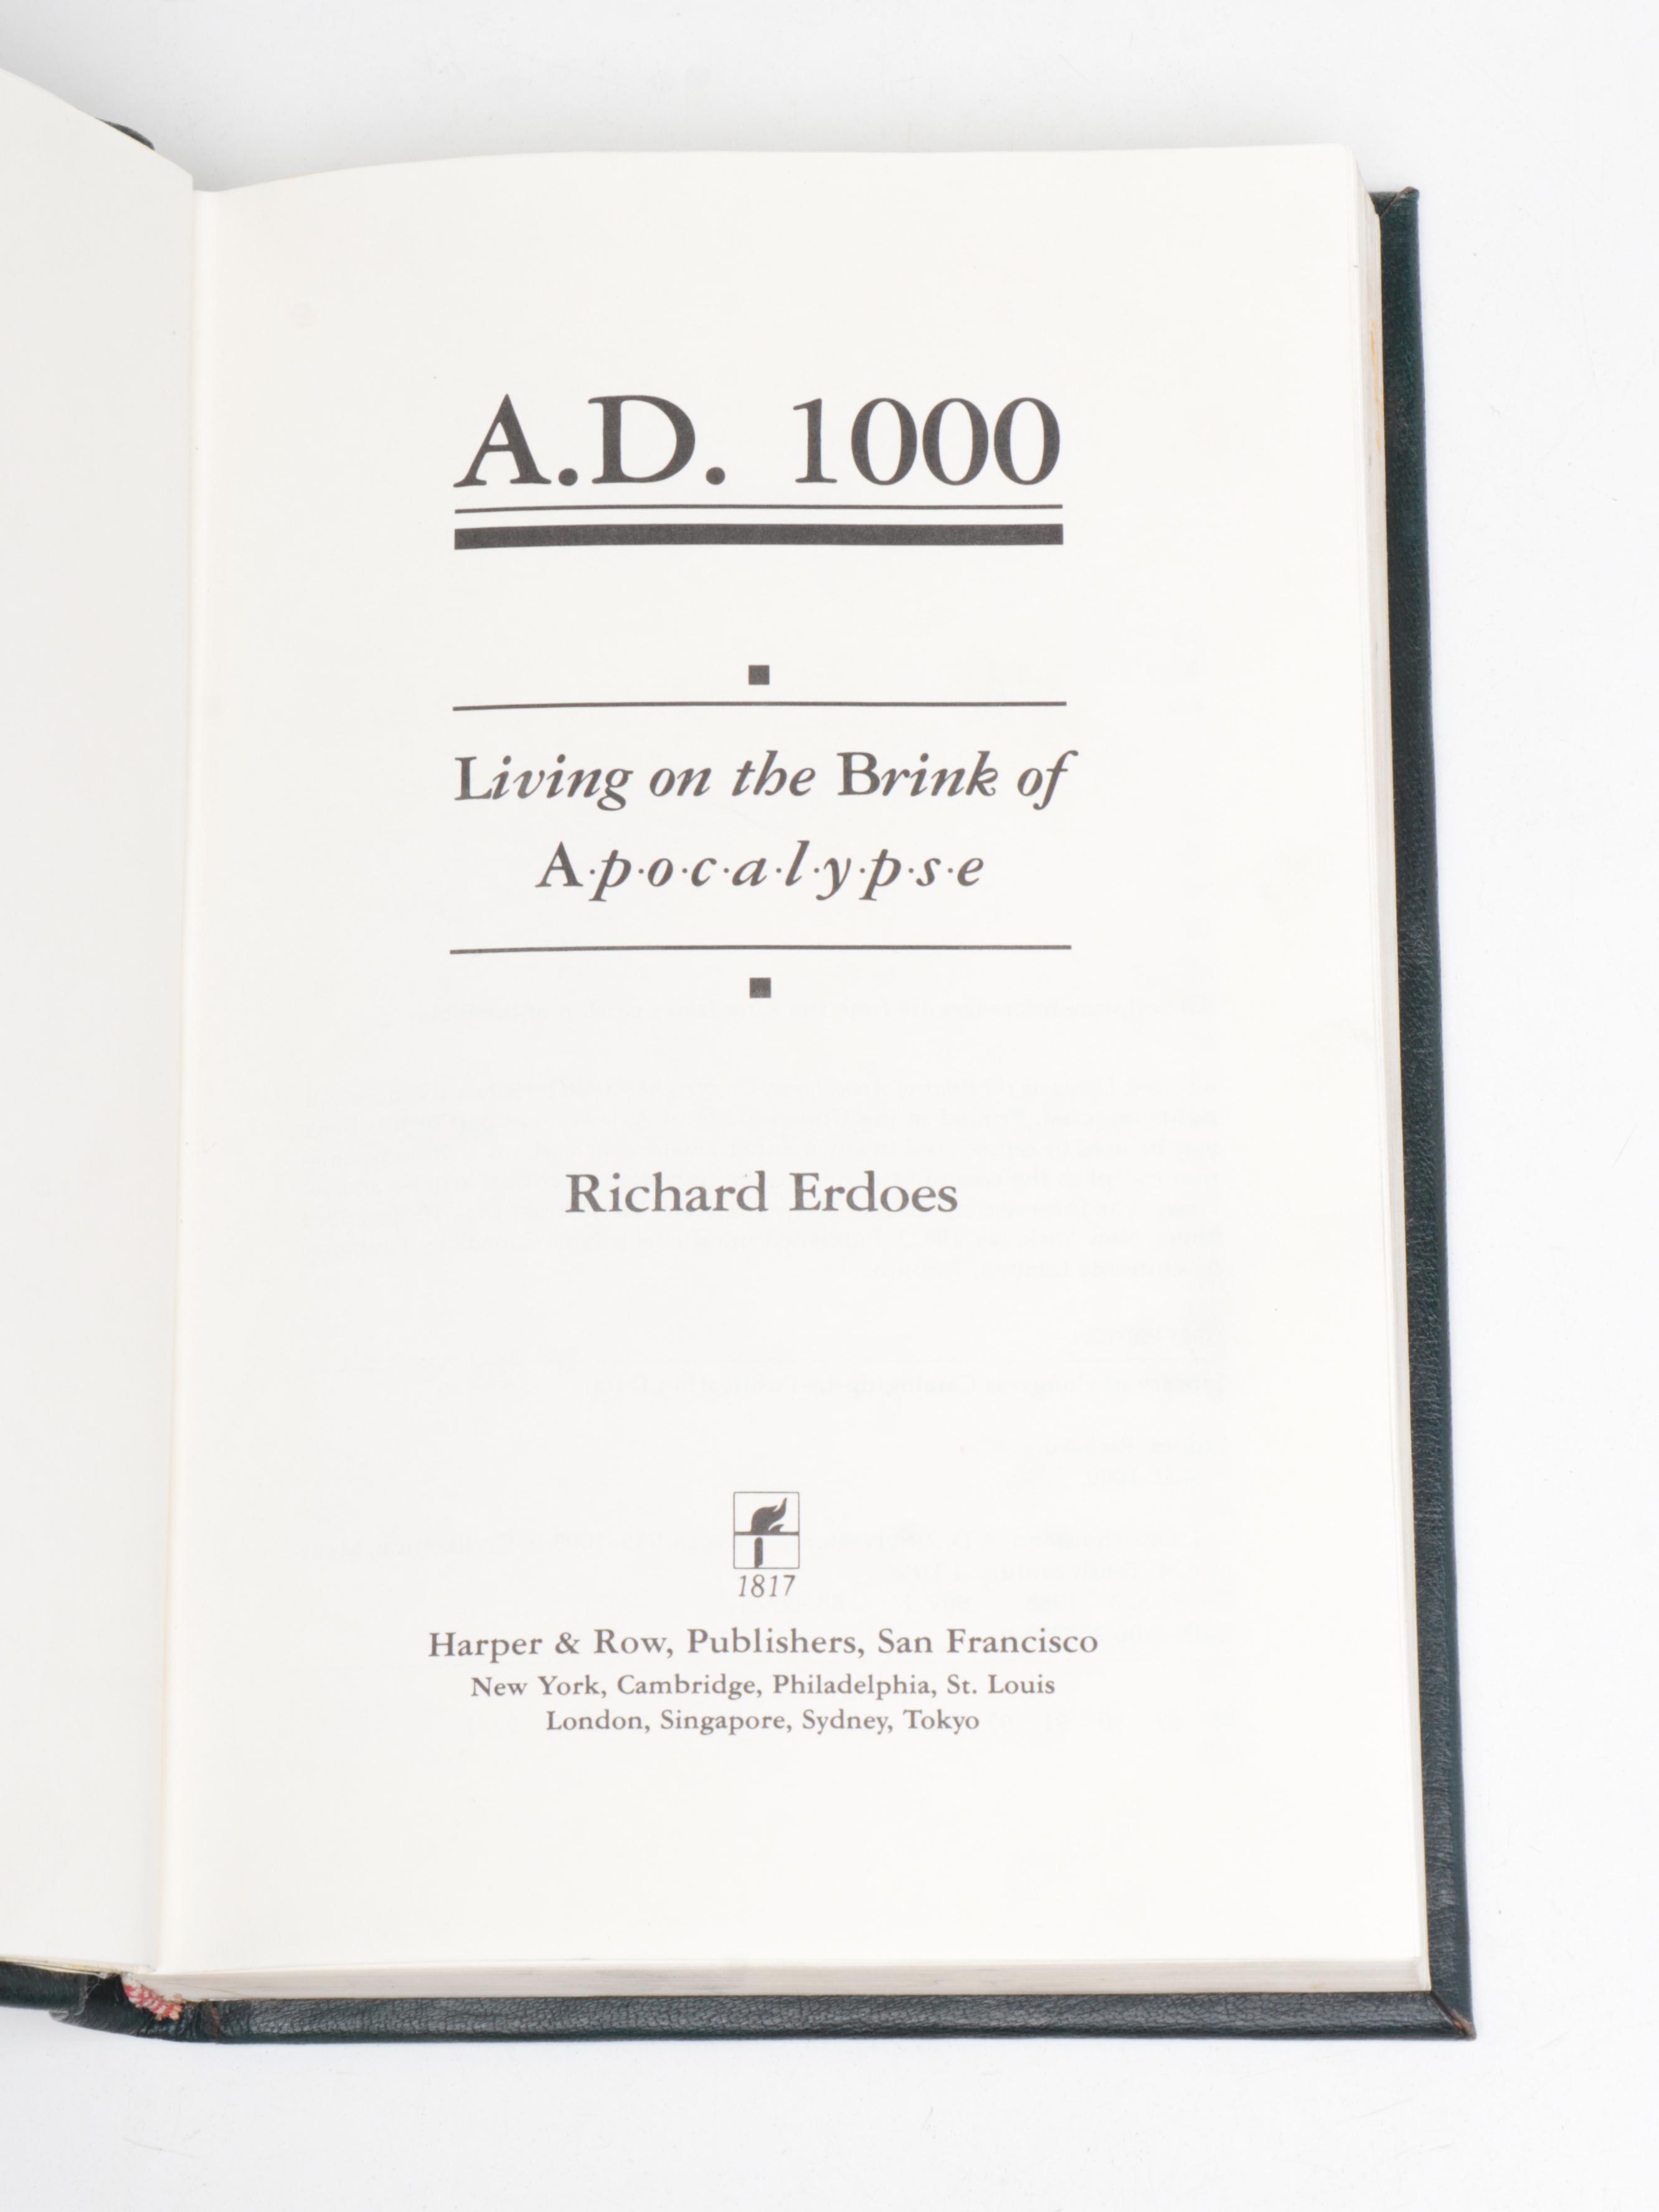 A.D. 1000
Living on the Brink of
A·p·o·c·a·l·y·p·s·e
Richard Erdoes
1817
Harper & Row, Publishers, San Francisco
New York, Cambridge, Philadelphia, St. Louis
London, Singapore, Sydney, Tokyo